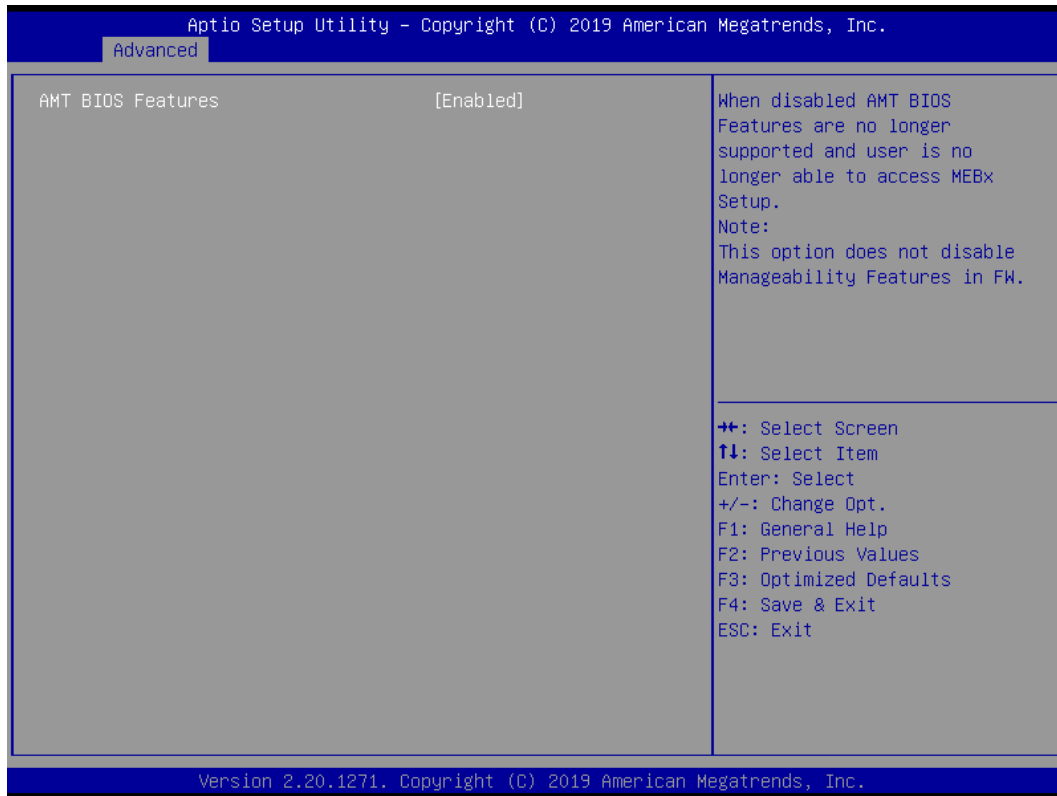 Aptio Setup Utility – Copyright (C) 2019 American Megatrends, Inc.
Advanced
AMT BIOS Features [Enabled]
When disabled AMT BIOS
Features are no longer
supported and user is no
longer able to access MEBx
Setup.
Note:
This option does not disable
Manageability Features in FW.
→←: Select Screen
↑↓: Select Item
Enter: Select
+/-: Change Opt.
F1: General Help
F2: Previous Values
F3: Optimized Defaults
F4: Save & Exit
ESC: Exit
Version 2.20.1271. Copyright (C) 2019 American Megatrends, Inc.